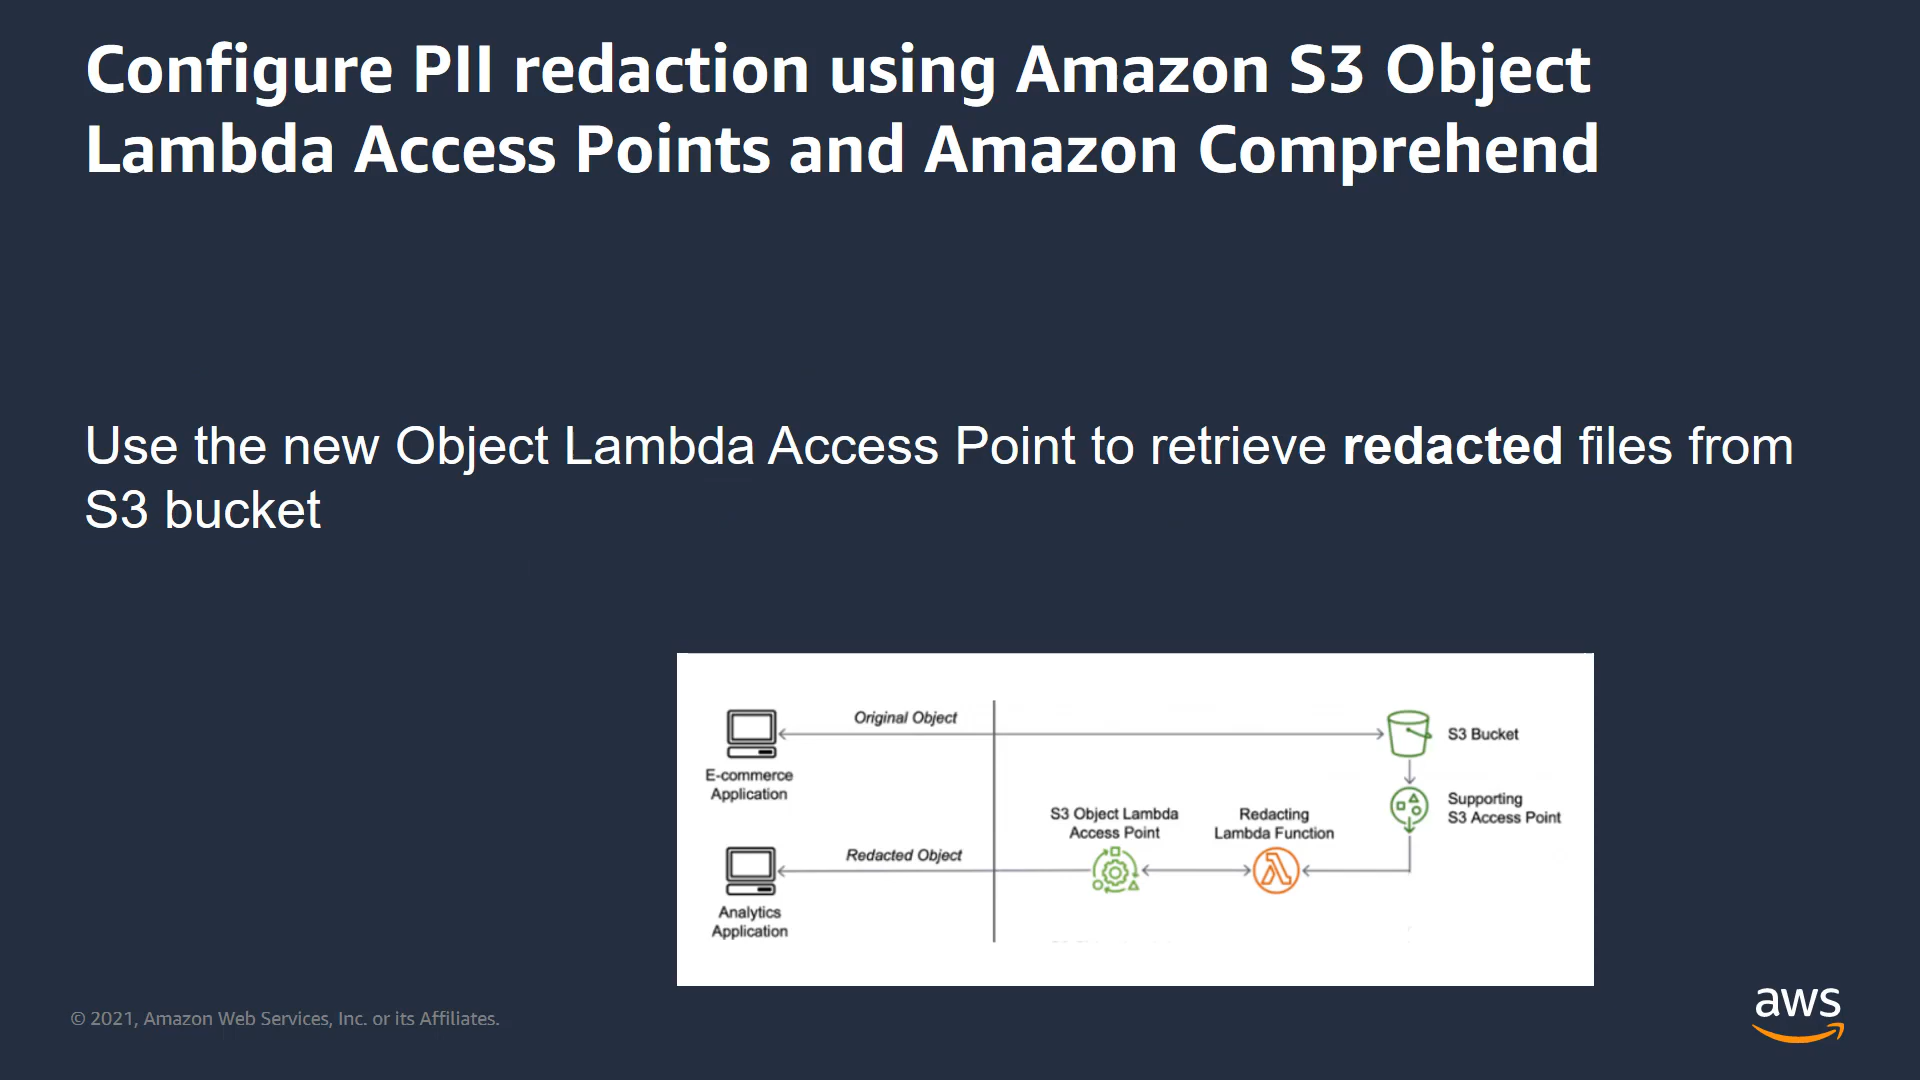 Configure PII redaction using Amazon S3 Object
Lambda Access Points and Amazon Comprehend
Use the new Object Lambda Access Point to retrieve redacted files from
S3 bucket
Original Object
E-commerce
Application
S3 Bucket
Supporting
S3 Access Point
S3 Object Lambda
Access Point
Redacting
Lambda Function
Redacted Object
Analytics
Application
© 2021, Amazon Web Services, Inc. or its Affiliates.
aws